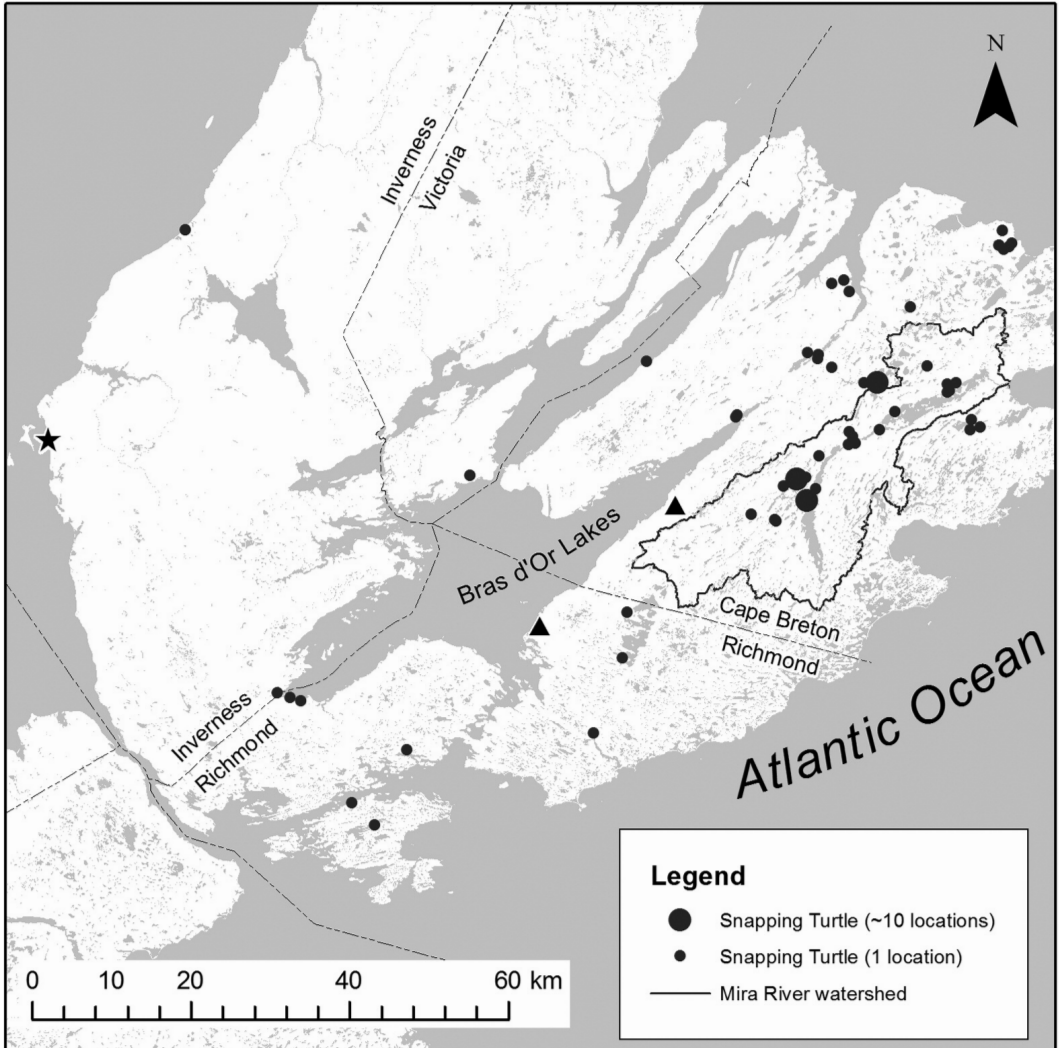 N
Inverness
Victoria
Bras d'Or Lakes
Cape Breton
Richmond
Inverness
Richmond
Atlantic Ocean
Legend
Snapping Turtle (~10 locations)
Snapping Turtle (1 location)
Mira River watershed
0 10 20 40 60 km